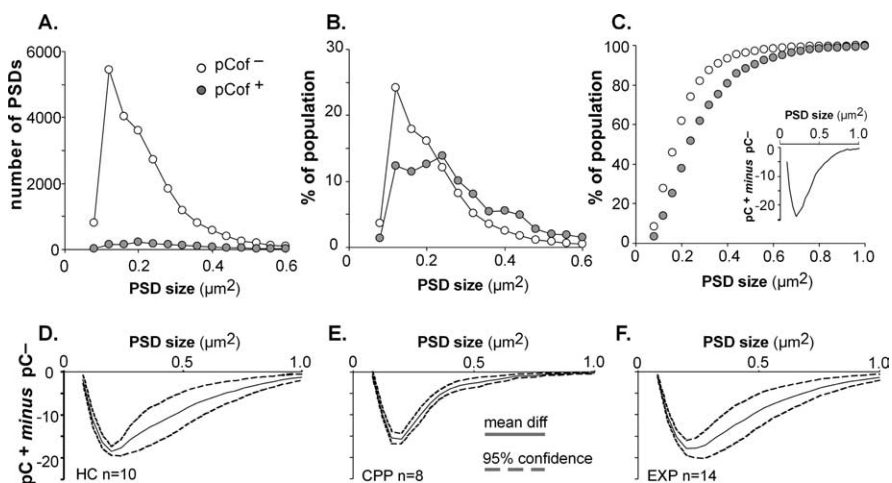 A.
number of PSDs
6000
4000
2000
0
0
0.2
0.4
0.6
PSD size (µm²)
pCof −
pCof +
B.
% of population
30
20
10
0
0
0.2
0.4
0.6
PSD size (µm²)
C.
% of population
100
80
60
40
20
0
0
0.2
0.4
0.6
0.8
1.0
PSD size (µm²)
PSD size (µm²)
0
0.5
1.0
pC + minus pC−
0
-10
-20
D.
PSD size (µm²)
0
0.5
1.0
pC + minus pC−
0
-10
-20
HC n=10
E.
PSD size (µm²)
0
0.5
1.0
mean diff
95% confidence
CPP n=8
F.
PSD size (µm²)
0
0.5
1.0
EXP n=14